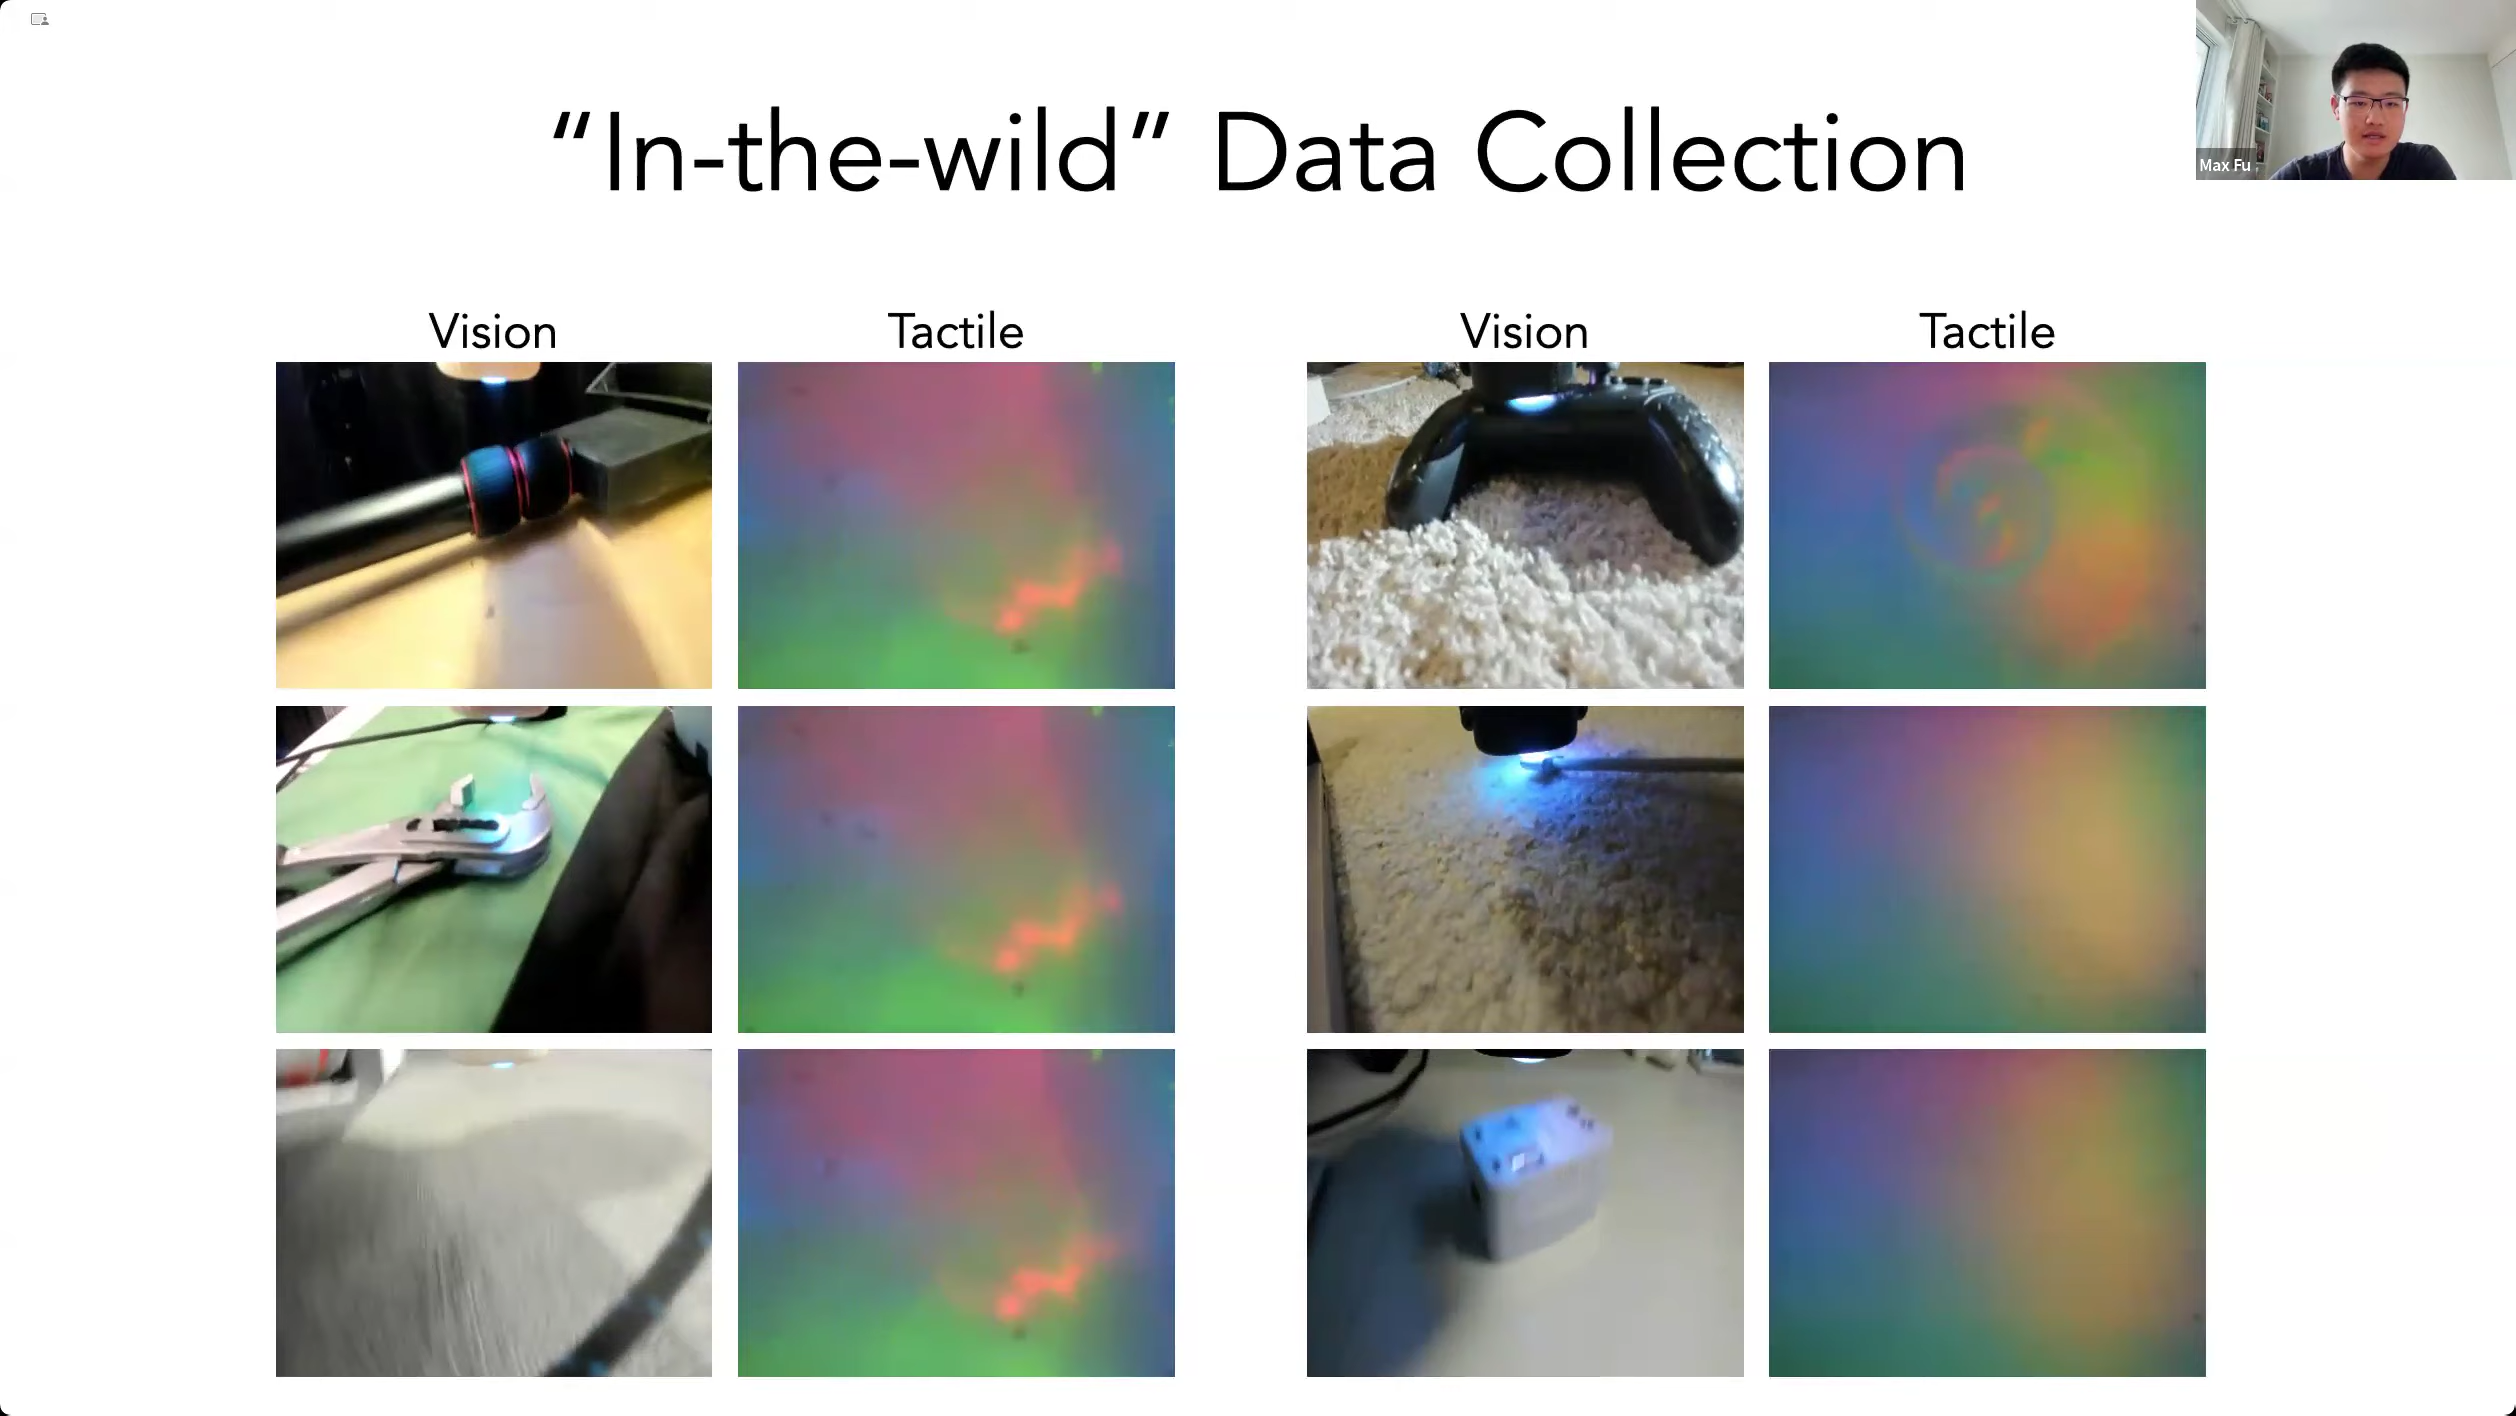 “In-the-wild” Data Collection
Max Fu
Vision
Tactile
Vision
Tactile